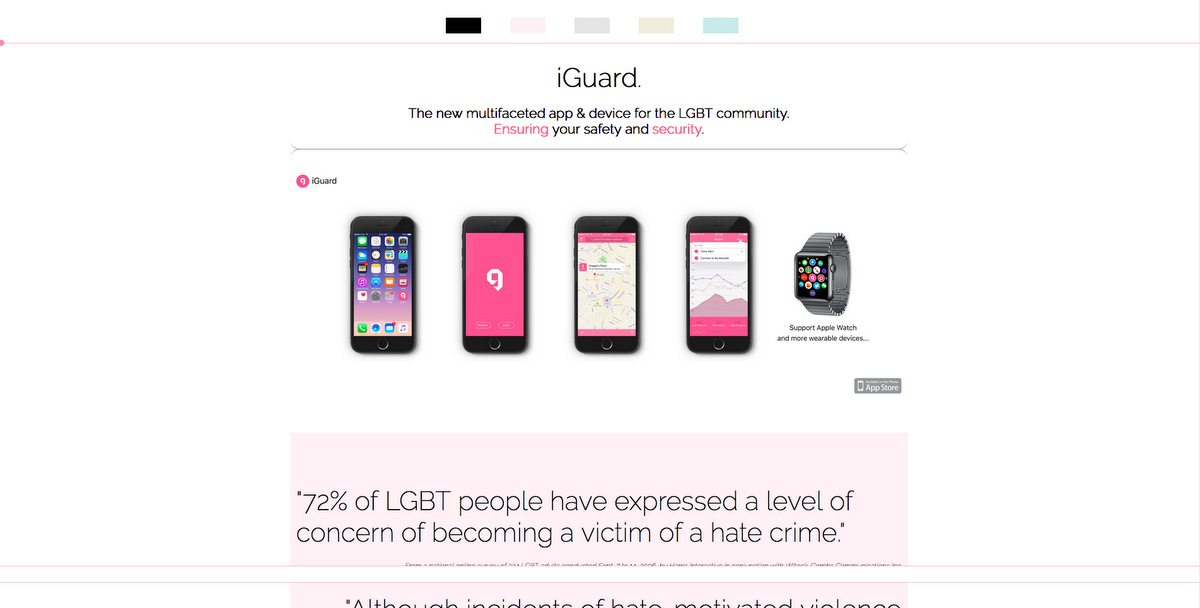 iGuard.
The new multifaceted app & device for the LGBT community.
Ensuring your safety and security.
iGuard
Support Apple Watch
and more wearable devices...
App Store
"72% of LGBT people have expressed a level of
concern of becoming a victim of a hate crime."
"Although incidents of hate-motivated violence